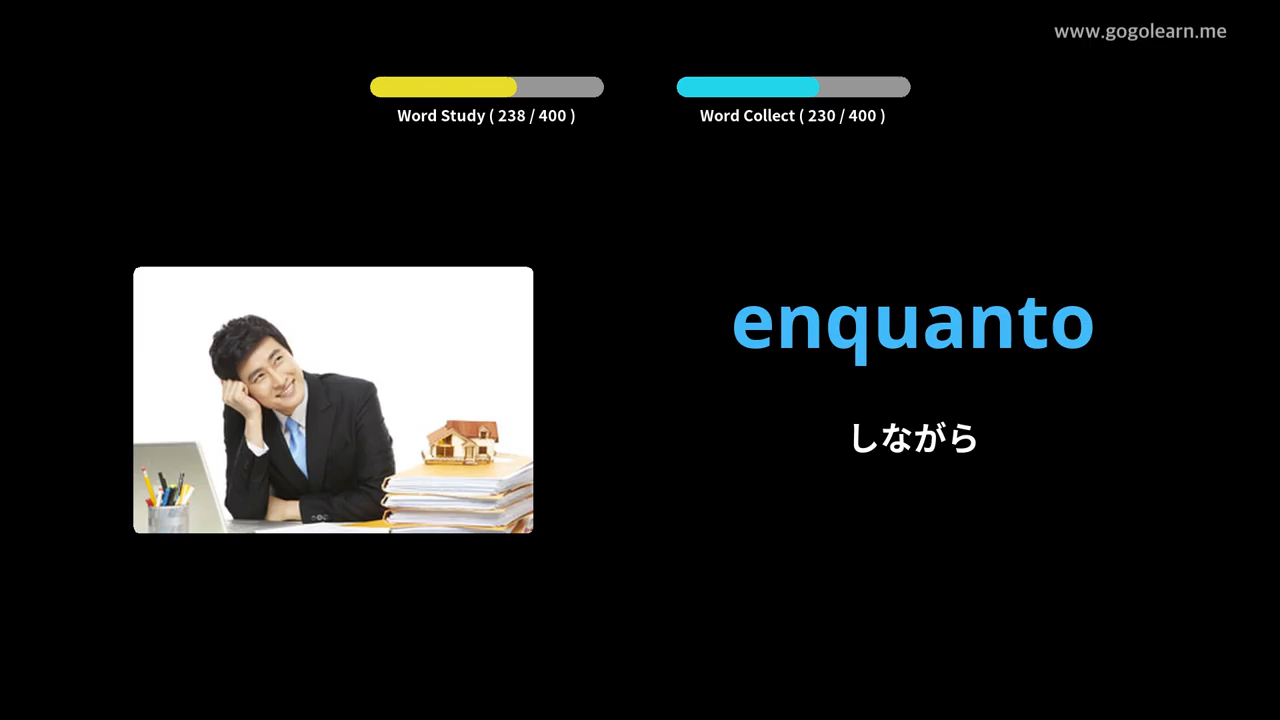 www.gogolearn.me
Word Study ( 238 / 400 )
Word Collect ( 230 / 400 )
enquanto
しながら